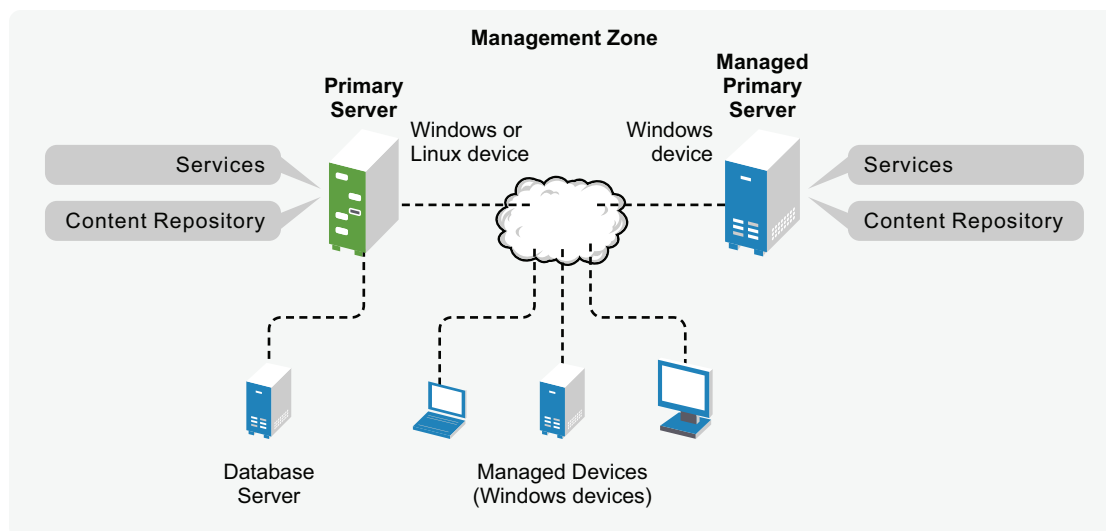 Management Zone
Primary
Server
Managed
Primary
Server
Windows or
Linux device
Windows
device
Services
Content Repository
Services
Content Repository
Database
Server
Managed Devices
(Windows devices)